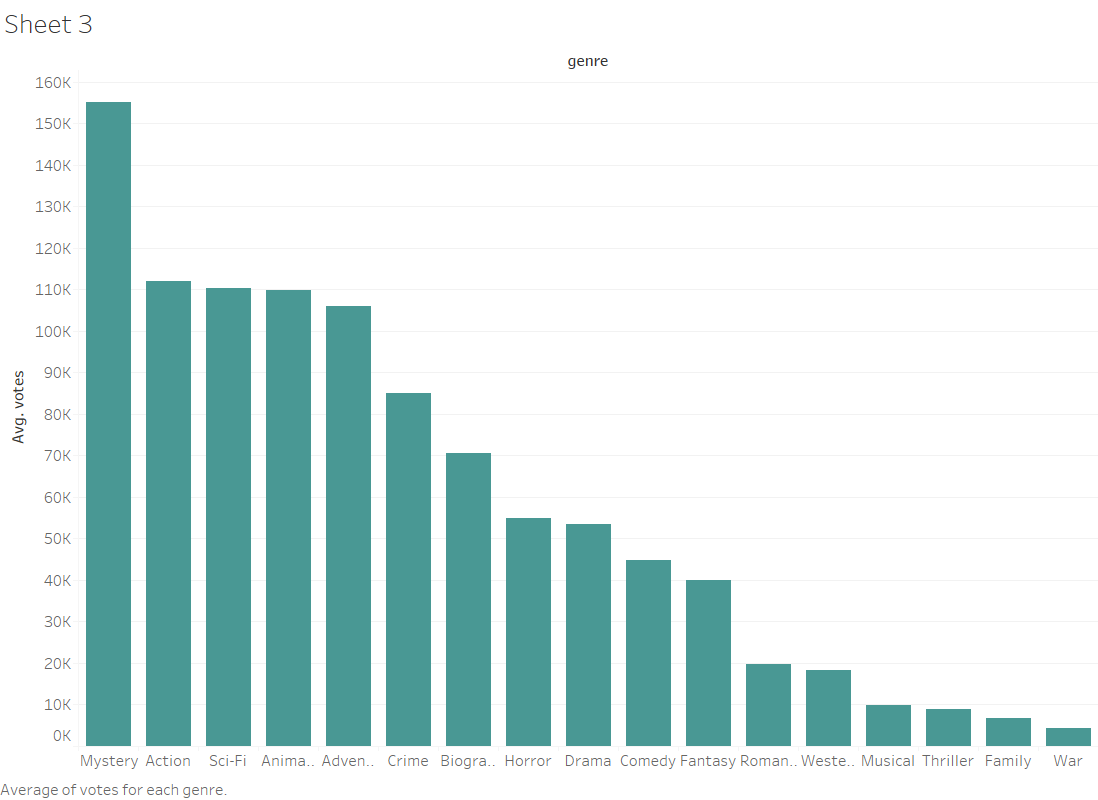 Sheet 3
genre
160K
150K
140K
130K
120K
110K
100K
90K
80K
70K
60K
50K
40K
30K
20K
10K
0K
Avg. votes
Mystery Action Sci-Fi Anima.. Adven.. Crime Biogra.. Horror Drama Comedy Fantasy Roman.. Weste.. Musical Thriller Family War
Average of votes for each genre.